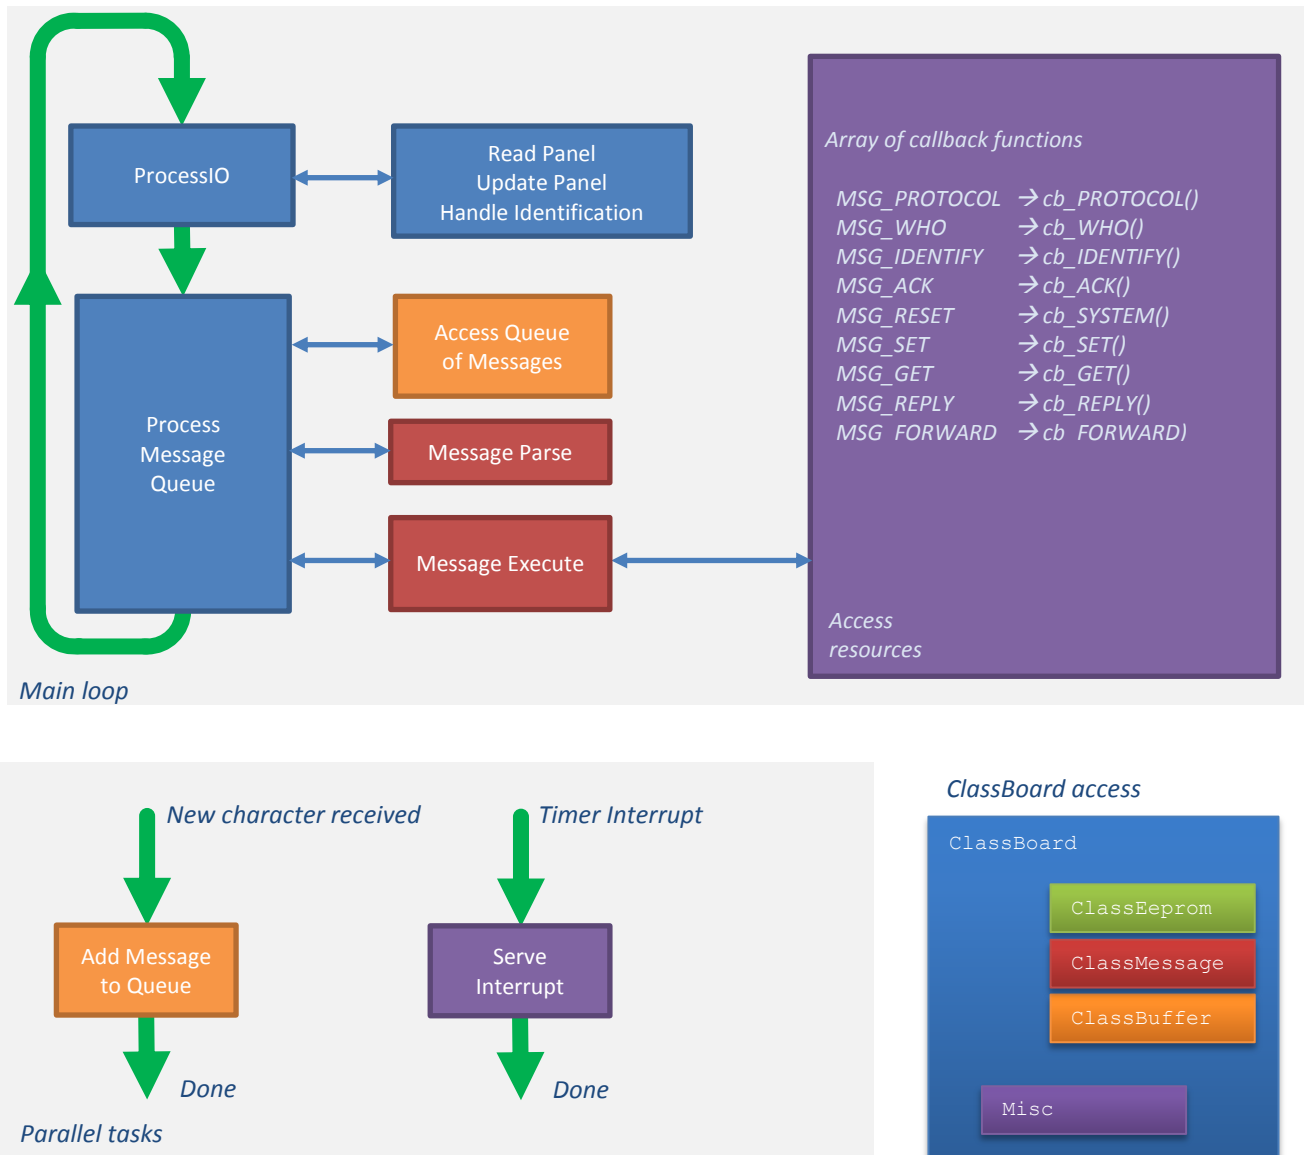 ProcessIO
Read Panel
Update Panel
Handle Identification
Process
Message
Queue
Access Queue
of Messages
Message Parse
Message Execute
Array of callback functions
MSG_PROTOCOL → cb_PROTOCOL()
MSG_WHO → cb_WHO()
MSG_IDENTIFY → cb_IDENTIFY()
MSG_ACK → cb_ACK()
MSG_RESET → cb_SYSTEM()
MSG_SET → cb_SET()
MSG_GET → cb_GET()
MSG_REPLY → cb_REPLY()
MSG_FORWARD → cb_FORWARD)
Access
resources
Main loop
New character received
Add Message
to Queue
Done
Timer Interrupt
Serve
Interrupt
Done
Parallel tasks
ClassBoard access
ClassBoard
ClassEeprom
ClassMessage
ClassBuffer
Misc